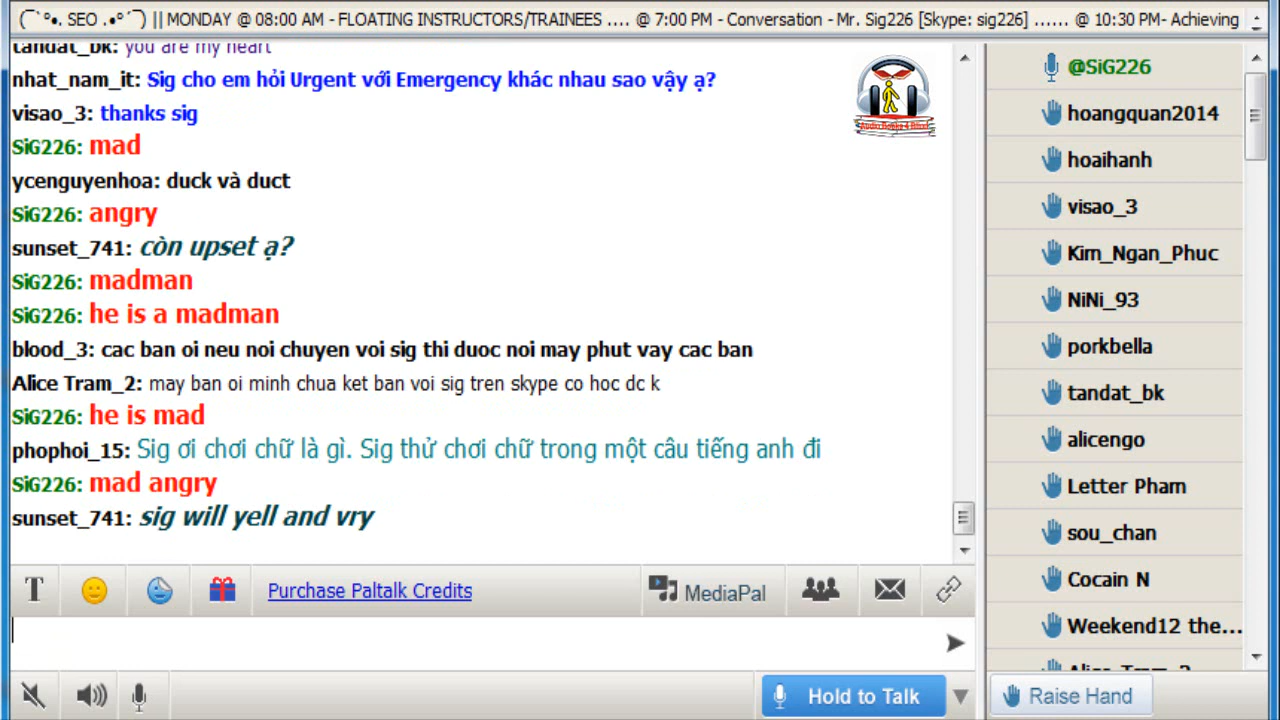 (¯`°•. SEO .•°´¯) || MONDAY @ 08:00 AM - FLOATING INSTRUCTORS/TRAINEES .... @ 7:00 PM - Conversation - Mr. Sig226 [Skype: sig226] ...... @ 10:30 PM- Achieving
tandat_bk: you are my heart
nhat_nam_it: Sig cho em hỏi Urgent với Emergency khác nhau sao vậy ạ?
visao_3: thanks sig
SiG226: mad
ycenguyenhoa: duck và duct
SiG226: angry
sunset_741: còn upset ạ?
SiG226: madman
SiG226: he is a madman
blood_3: cac ban oi neu noi chuyen voi sig thi duoc noi may phut vay cac ban
Alice Tram_2: may ban oi minh chua ket ban voi sig tren skype co hoc dc k
SiG226: he is mad
phophoi_15: Sig ơi chơi chữ là gì. Sig thử chơi chữ trong một câu tiếng anh đi
SiG226: mad angry
sunset_741: sig will yell and vry
T
Purchase Paltalk Credits
MediaPal
Hold to Talk
@SiG226
hoangquan2014
hoaihanh
visao_3
Kim_Ngan_Phuc
NiNi_93
porkbella
tandat_bk
alicengo
Letter Pham
sou_chan
Cocain N
Weekend12 the...
Alice Tram_2
Raise Hand